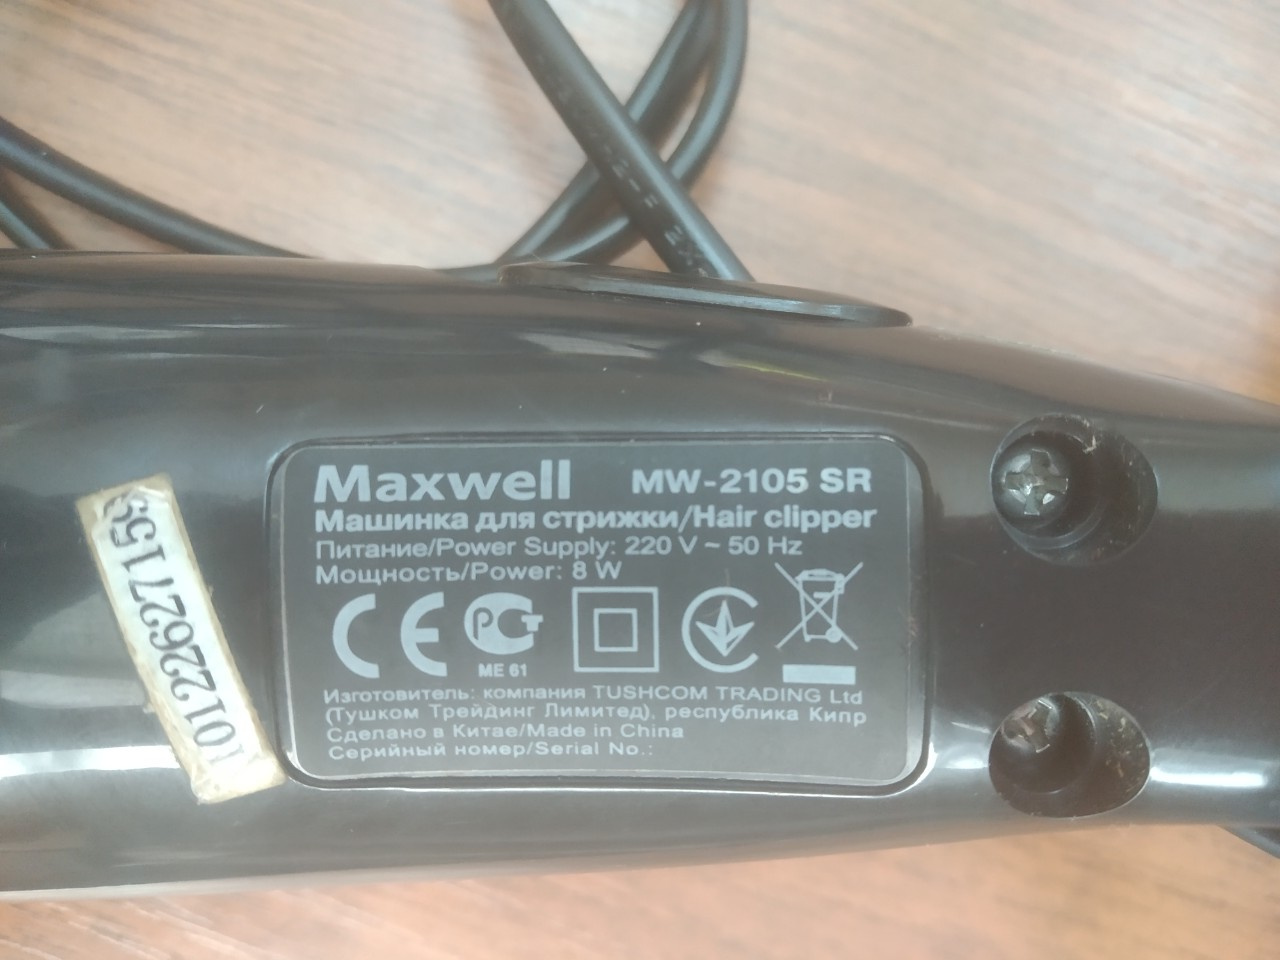 Maxwell MW-2105 SR
Машинка для стрижки/Hair clipper
Питание/Power Supply: 220 V ~ 50 Hz
Мощность/Power: 8 W
CE PCT
ME 61
Изготовитель: компания TUSHCOM TRADING Ltd
(Тушком Трейдинг Лимитед), республика Кипр
Сделано в Китае/Made in China
Серийный номер/Serial No.: